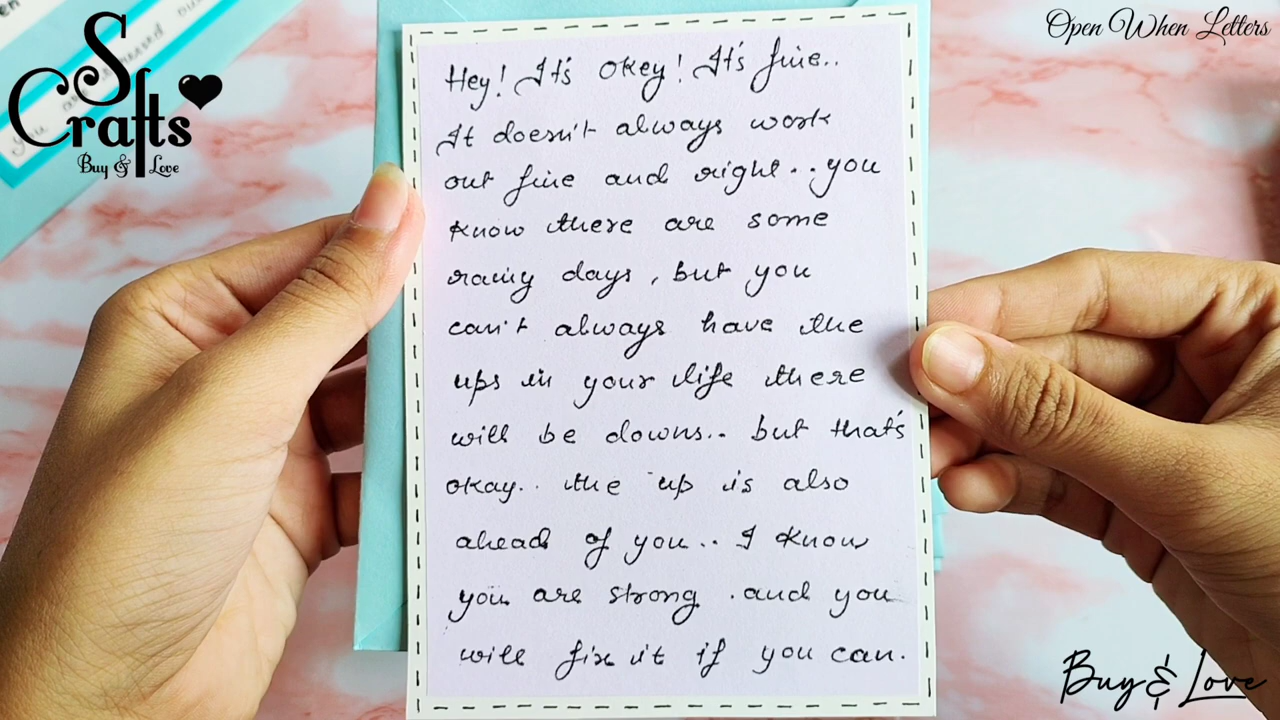 S
Crafts
Buy & Love
Open When Letters
Hey! It's okey! It's fine..
It doesn't always work
out fine and right.. you
know there are some
rainy days, but you
can't always have the
ups in your life there
will be downs.. but that's
okay.. the up is also
ahead of you.. I know
you are strong . and you
will fix it if you can.
Buy & Love